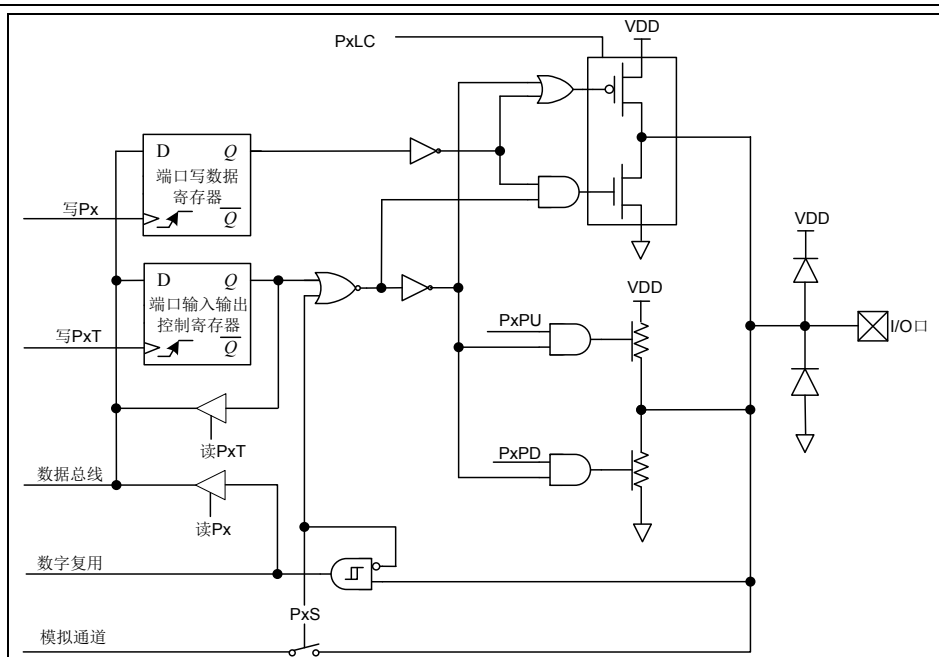 PxLC
VDD
D
Q
端口写数据
寄存器
Q
写Px
D
Q
端口输入输出
控制寄存器
Q
写PxT
VDD
VDD
PxPU
I/O口
PxPD
读PxT
数据总线
读Px
数字复用
PxS
模拟通道